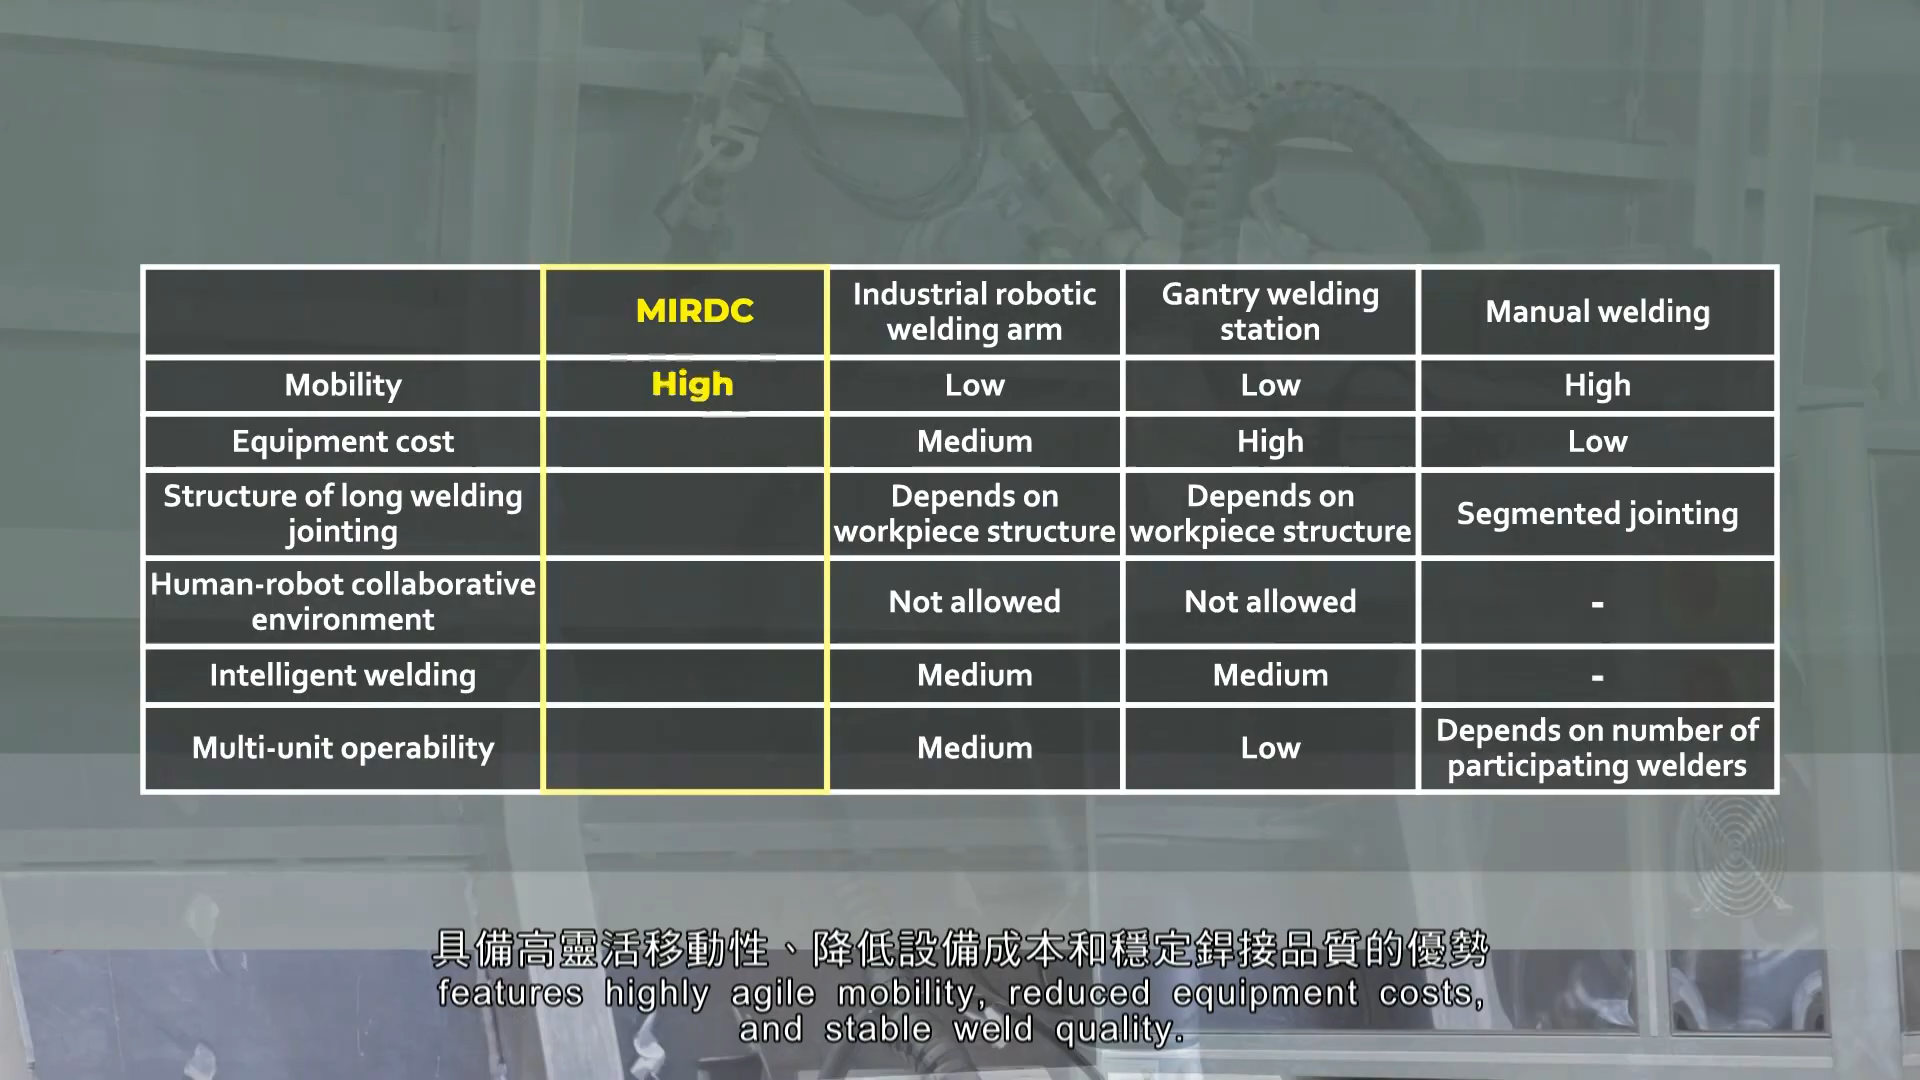 MIRDC
Industrial robotic
welding arm
Gantry welding
station
Manual welding
Mobility
High
Low
Low
High
Equipment cost
Medium
High
Low
Structure of long welding
jointing
Depends on
workpiece structure
Depends on
workpiece structure
Segmented jointing
Human-robot collaborative
environment
Not allowed
Not allowed
-
Intelligent welding
Medium
Medium
-
Multi-unit operability
Medium
Low
Depends on number of
participating welders
具備高靈活移動性、降低設備成本和穩定銲接品質的優勢
features highly agile mobility, reduced equipment costs,
and stable weld quality.